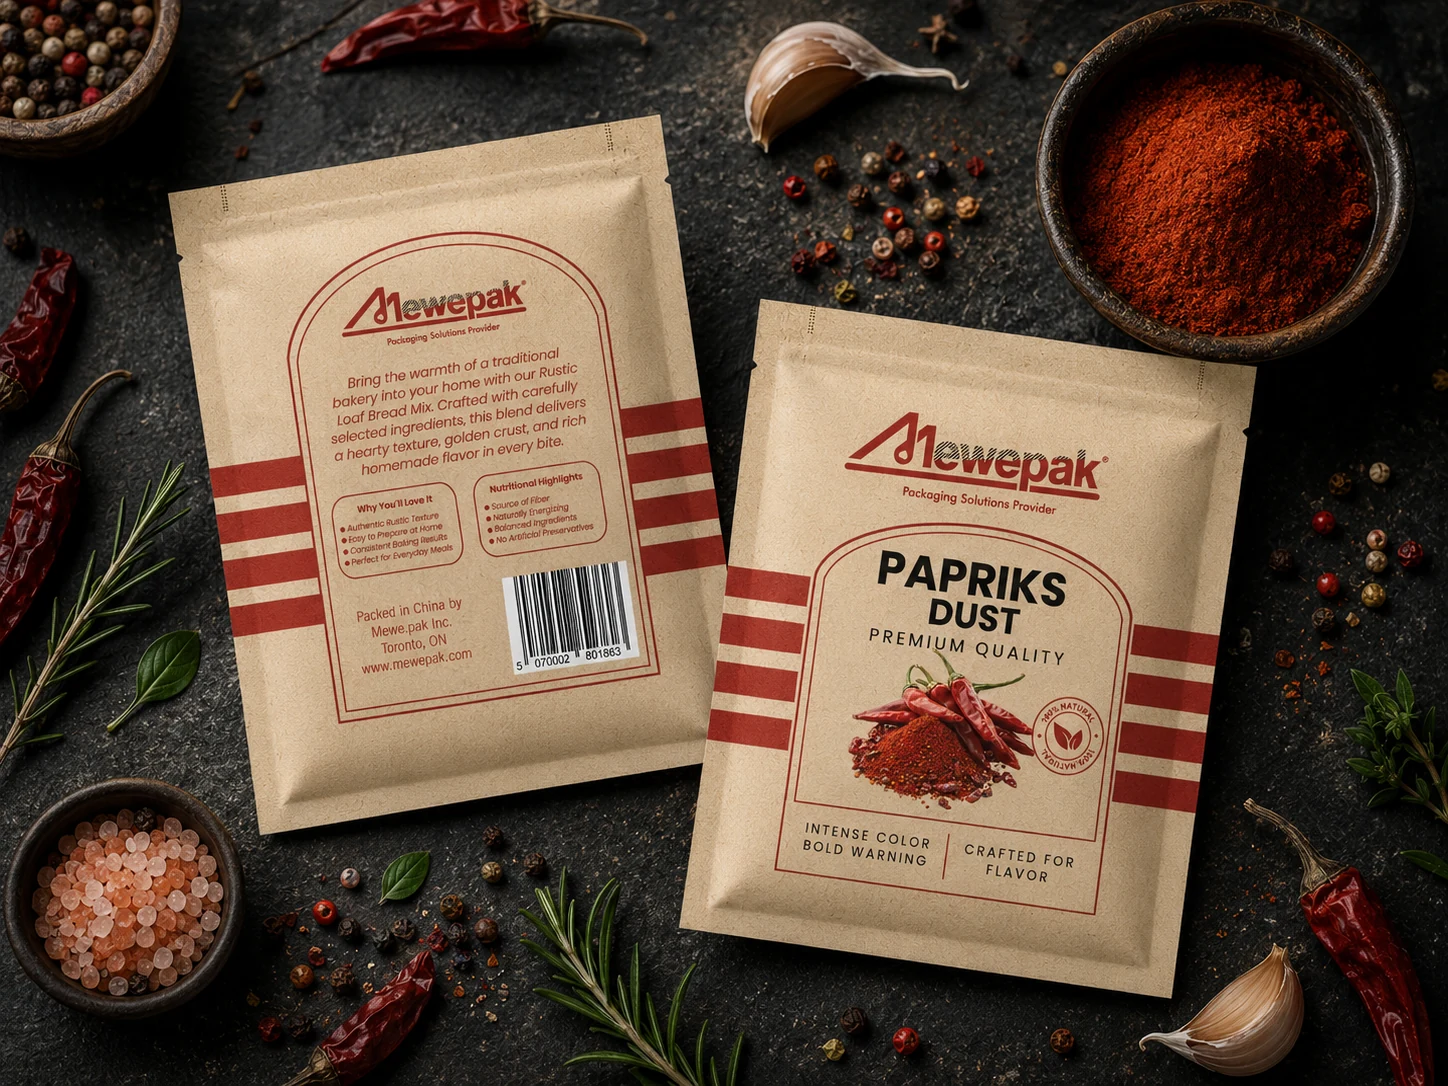 Mewepak®
Packaging Solutions Provider
Bring the warmth of a traditional
bakery into your home with our Rustic
Loaf Bread Mix. Crafted with carefully
selected ingredients, this blend delivers
a hearty texture, golden crust, and rich
homemade flavor in every bite.
Why You'll Love It
• Authentic Rustic Texture
• Easy to Prepare at Home
• Consistent Baking Results
• Perfect for Everyday Meals
Nutritional Highlights
• Source of Fiber
• Naturally Energizing
• Balanced Ingredients
• No Artificial Preservatives
Packed in China by
Mewe.pak Inc.
Toronto, ON
www.mewepak.com
5 070002 801863
Mewepak®
Packaging Solutions Provider
PAPRIKS
DUST
PREMIUM QUALITY
100% NATURAL
100% NATURAL
INTENSE COLOR
BOLD WARNING
CRAFTED FOR
FLAVOR